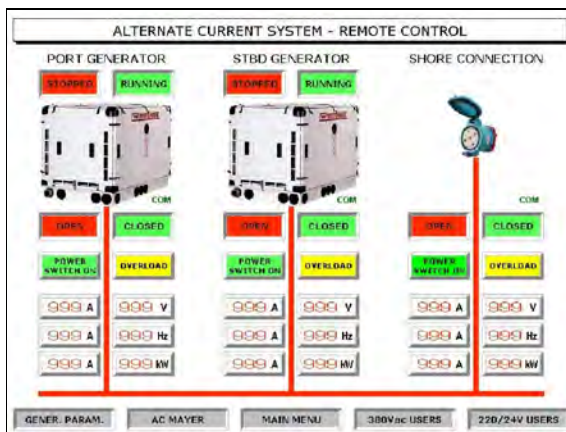 ALTERNATE CURRENT SYSTEM - REMOTE CONTROL
PORT GENERATOR STBD GENERATOR SHORE CONNECTION
STOPPED RUNNING STOPPED RUNNING
COM COM COM
OPEN CLOSED OPEN CLOSED OPEN CLOSED
POWER SWITCH ON OVERLOAD POWER SWITCH ON OVERLOAD POWER SWITCH ON OVERLOAD
999 A 999 V 999 A 999 V 999 A 999 V
999 A 999 Hz 999 A 999 Hz 999 A 999 Hz
999 A 999 kW 999 A 999 kW 999 A 999 kW
GENER. PARAM. AC MAYER MAIN MENU 380Vac USERS 220/24V USERS